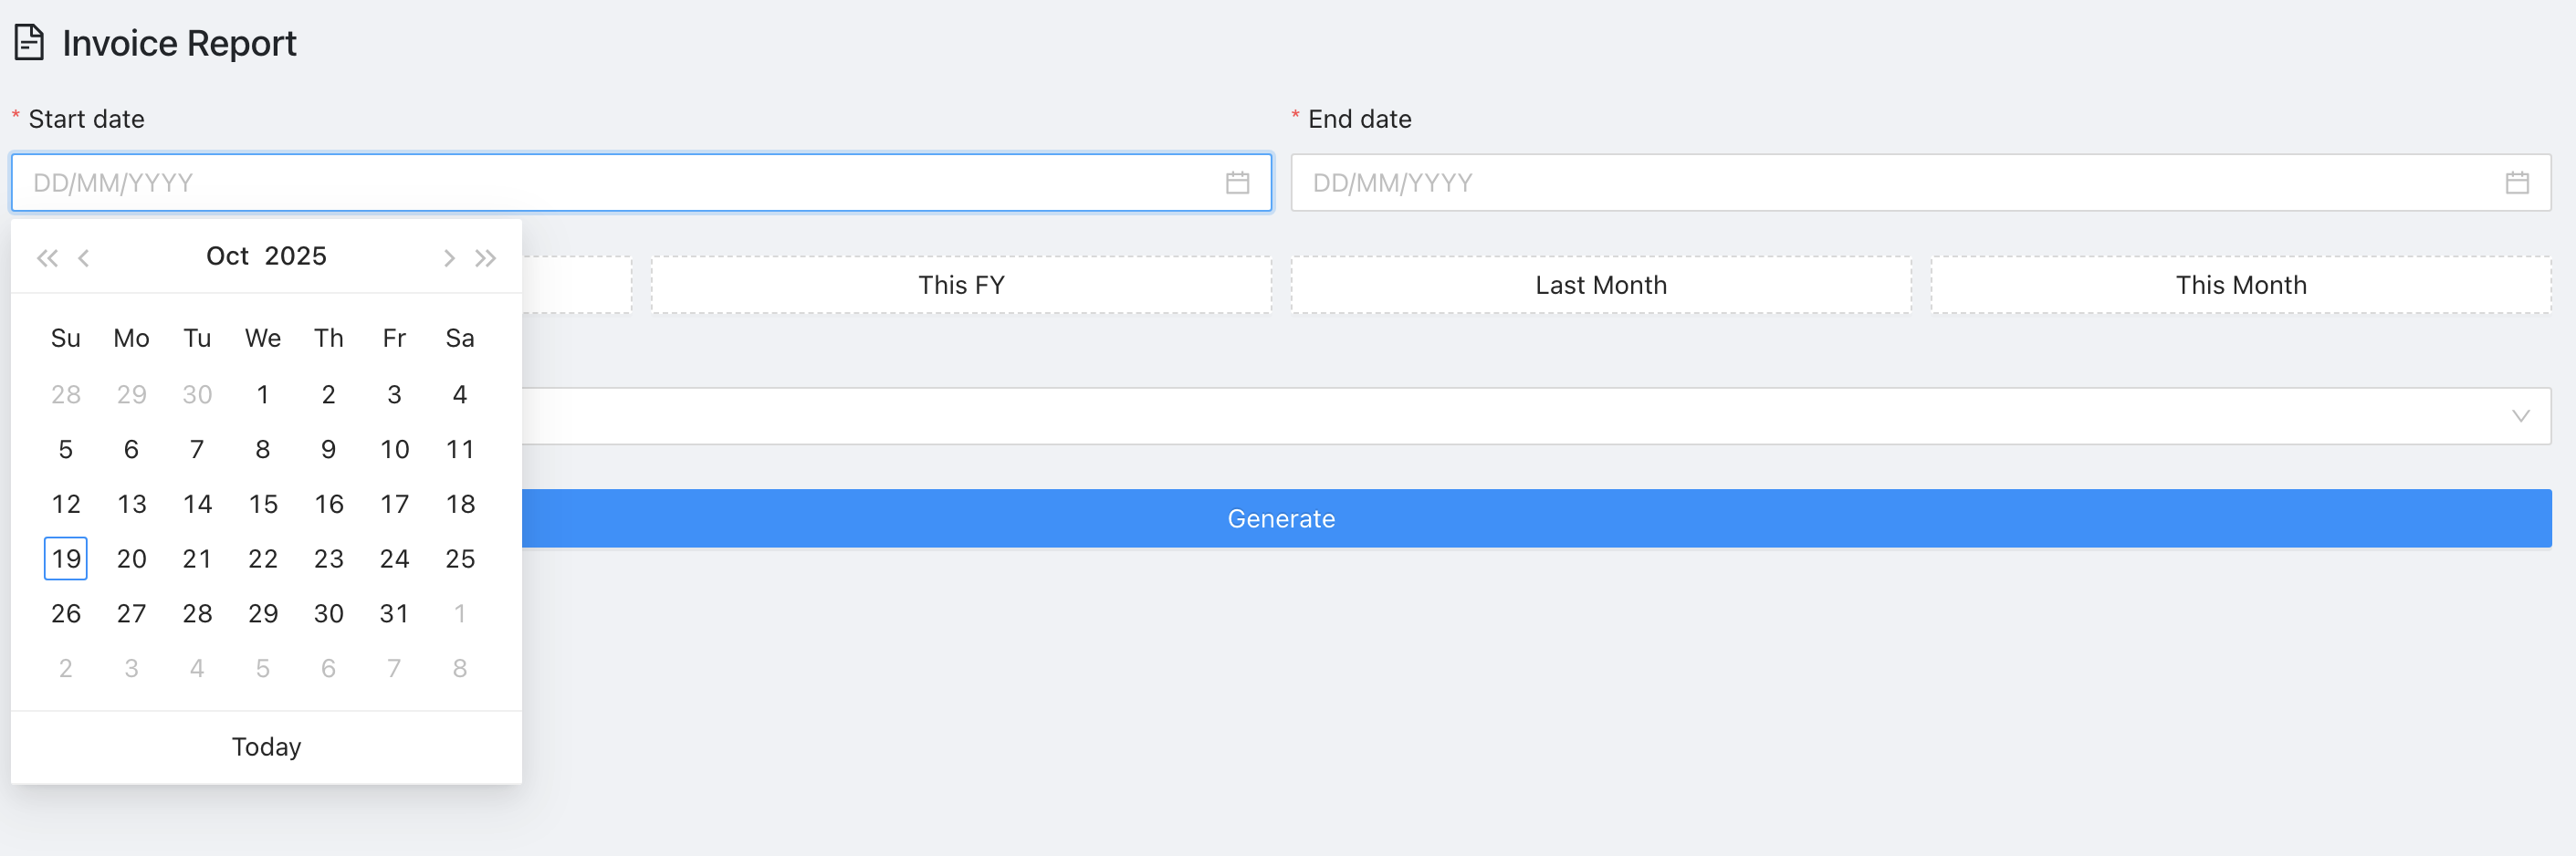 Invoice Report
* Start date
* End date
DD/MM/YYYY
DD/MM/YYYY
Oct 2025
This FY
Last Month
This Month
Su Mo Tu We Th Fr Sa
28 29 30 1 2 3 4
5 6 7 8 9 10 11
12 13 14 15 16 17 18
19 20 21 22 23 24 25
26 27 28 29 30 31 1
2 3 4 5 6 7 8
Generate
Today